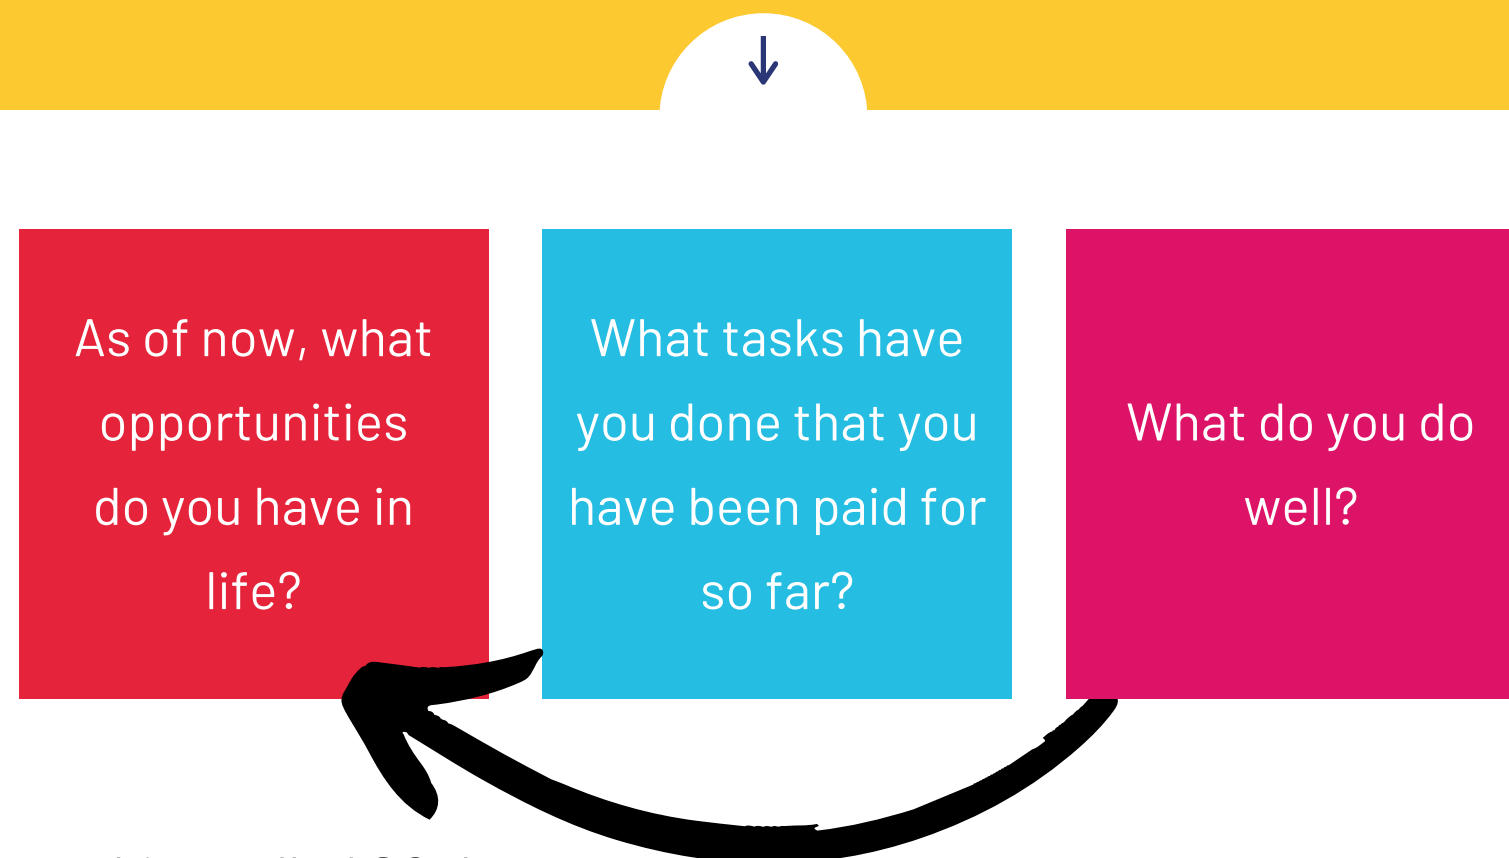 As of now, what
opportunities
do you have in
life?
What tasks have
you done that you
have been paid for
so far?
What do you do
well?